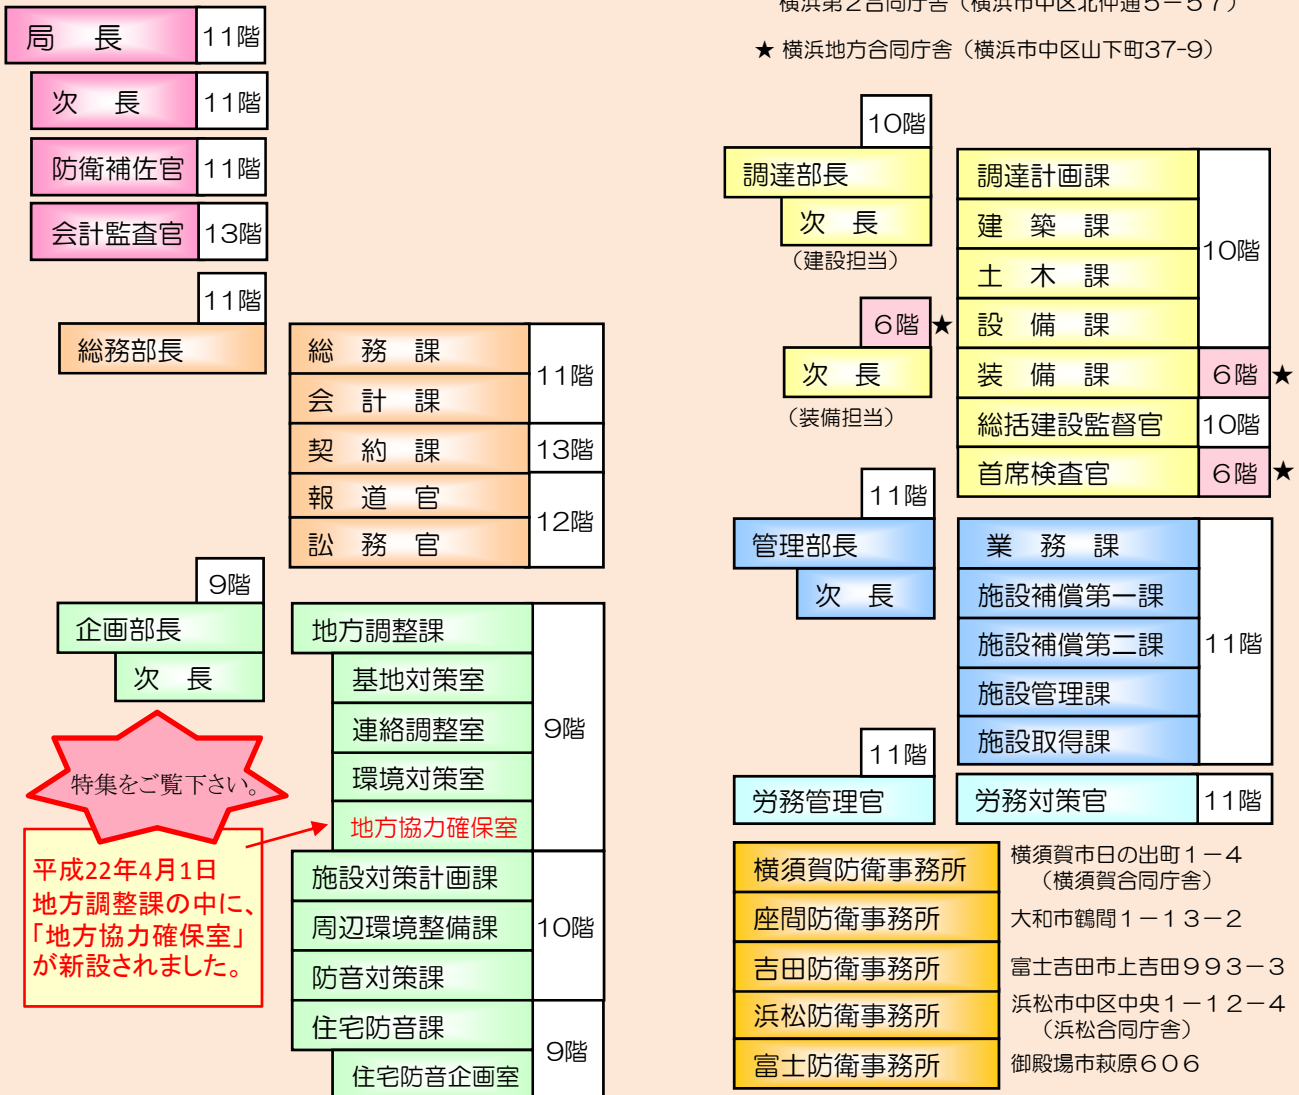 局　長 11階
次　長 11階
防衛補佐官 11階
会計監査官 13階
11階
総務部長
総　務　課
会　計　課
11階
契　約　課 13階
報　道　官
訟　務　官
12階
9階
企画部長
次　長
地方調整課
基地対策室
連絡調整室
環境対策室
地方協力確保室
9階
施設対策計画課
周辺環境整備課
防音対策課
10階
住宅防音課
住宅防音企画室
9階
特集をご覧下さい。
平成22年4月1日
地方調整課の中に、
「地方協力確保室」
が新設されました。
横浜第2合同庁舎（横浜市中区北仲通5－57）
★ 横浜地方合同庁舎（横浜市中区山下町37-9）
10階
調達部長
次　長
（建設担当）
6階 ★
次　長
（装備担当）
調達計画課
建　築　課
土　木　課
設　備　課
10階
装　備　課 6階 ★
総括建設監督官 10階
首席検査官 6階 ★
11階
管理部長
次　長
業　務　課
施設補償第一課
施設補償第二課
施設管理課
施設取得課
11階
11階
労務管理官
労務対策官 11階
横須賀防衛事務所 横須賀市日の出町1－4
（横須賀合同庁舎）
座間防衛事務所 大和市鶴間1－13－2
吉田防衛事務所 富士吉田市上吉田993－3
浜松防衛事務所 浜松市中区中央1－12－4
（浜松合同庁舎）
富士防衛事務所 御殿場市萩原606